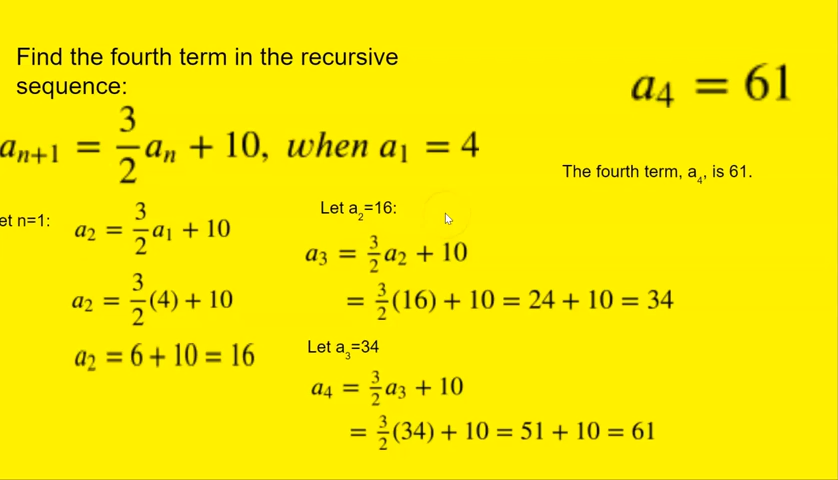 Find the fourth term in the recursive
sequence:
aₙ₊₁ = 3/2 aₙ + 10, when a₁ = 4
a₄ = 61
The fourth term, a₄, is 61.
et n=1:
a₂ = 3/2 a₁ + 10
a₂ = 3/2 (4) + 10
a₂ = 6 + 10 = 16
Let a₂=16:
a₃ = 3/2 a₂ + 10
= 3/2 (16) + 10 = 24 + 10 = 34
Let a₃=34
a₄ = 3/2 a₃ + 10
= 3/2 (34) + 10 = 51 + 10 = 61